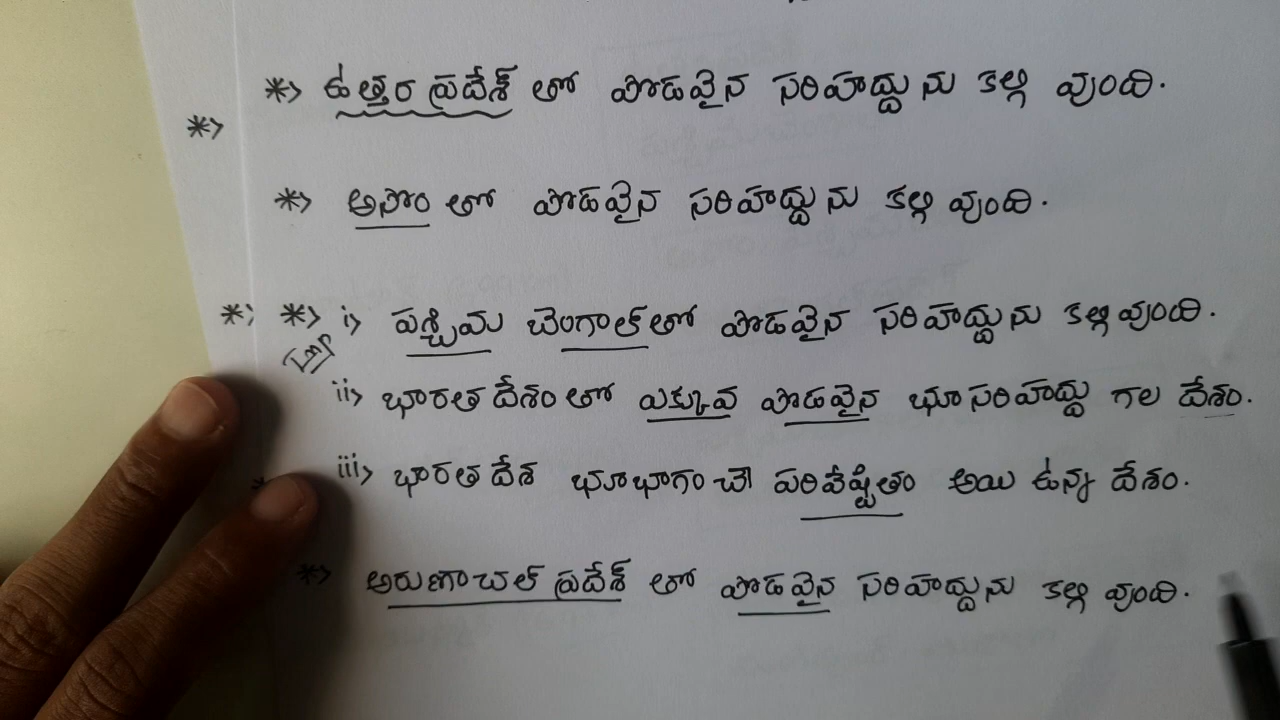 *> ఉత్తర ప్రదేశ్ తో పొడవైన సరిహద్దును కల్గి వుంది.
*>
*> అసాం తో పొడవైన సరిహద్దును కల్గి వుంది.
*> *> i> పశ్చిమ బెంగాల్ తో పొడవైన సరిహద్దును కల్గి వుంది.
ii> భారత దేశం తో ఎక్కువ పొడవైన భూ సరిహద్దు గల దేశం.
iii> భారత దేశ భూభాగం చే పరివేష్టితం అయి ఉన్న దేశం.
*> అరుణాచల్ ప్రదేశ్ తో పొడవైన సరిహద్దును కల్గి వుంది.